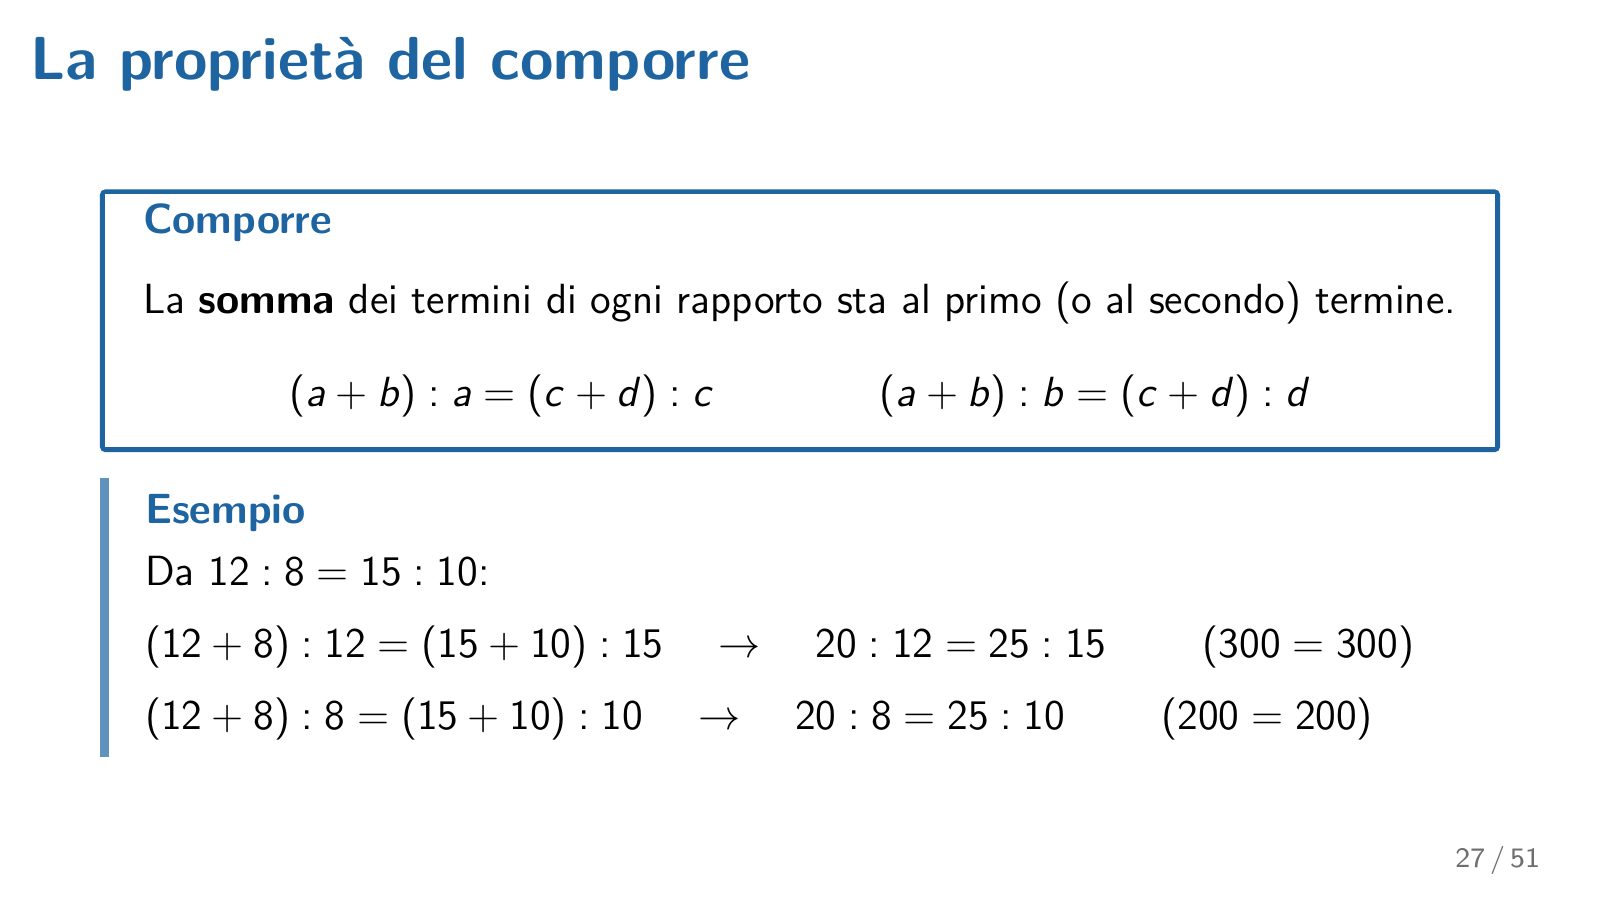 La proprietà del comporre
Comporre
La somma dei termini di ogni rapporto sta al primo (o al secondo) termine.
(a + b) : a = (c + d) : c (a + b) : b = (c + d) : d
Esempio
Da 12 : 8 = 15 : 10:
(12 + 8) : 12 = (15 + 10) : 15 → 20 : 12 = 25 : 15 (300 = 300)
(12 + 8) : 8 = (15 + 10) : 10 → 20 : 8 = 25 : 10 (200 = 200)
27 / 51